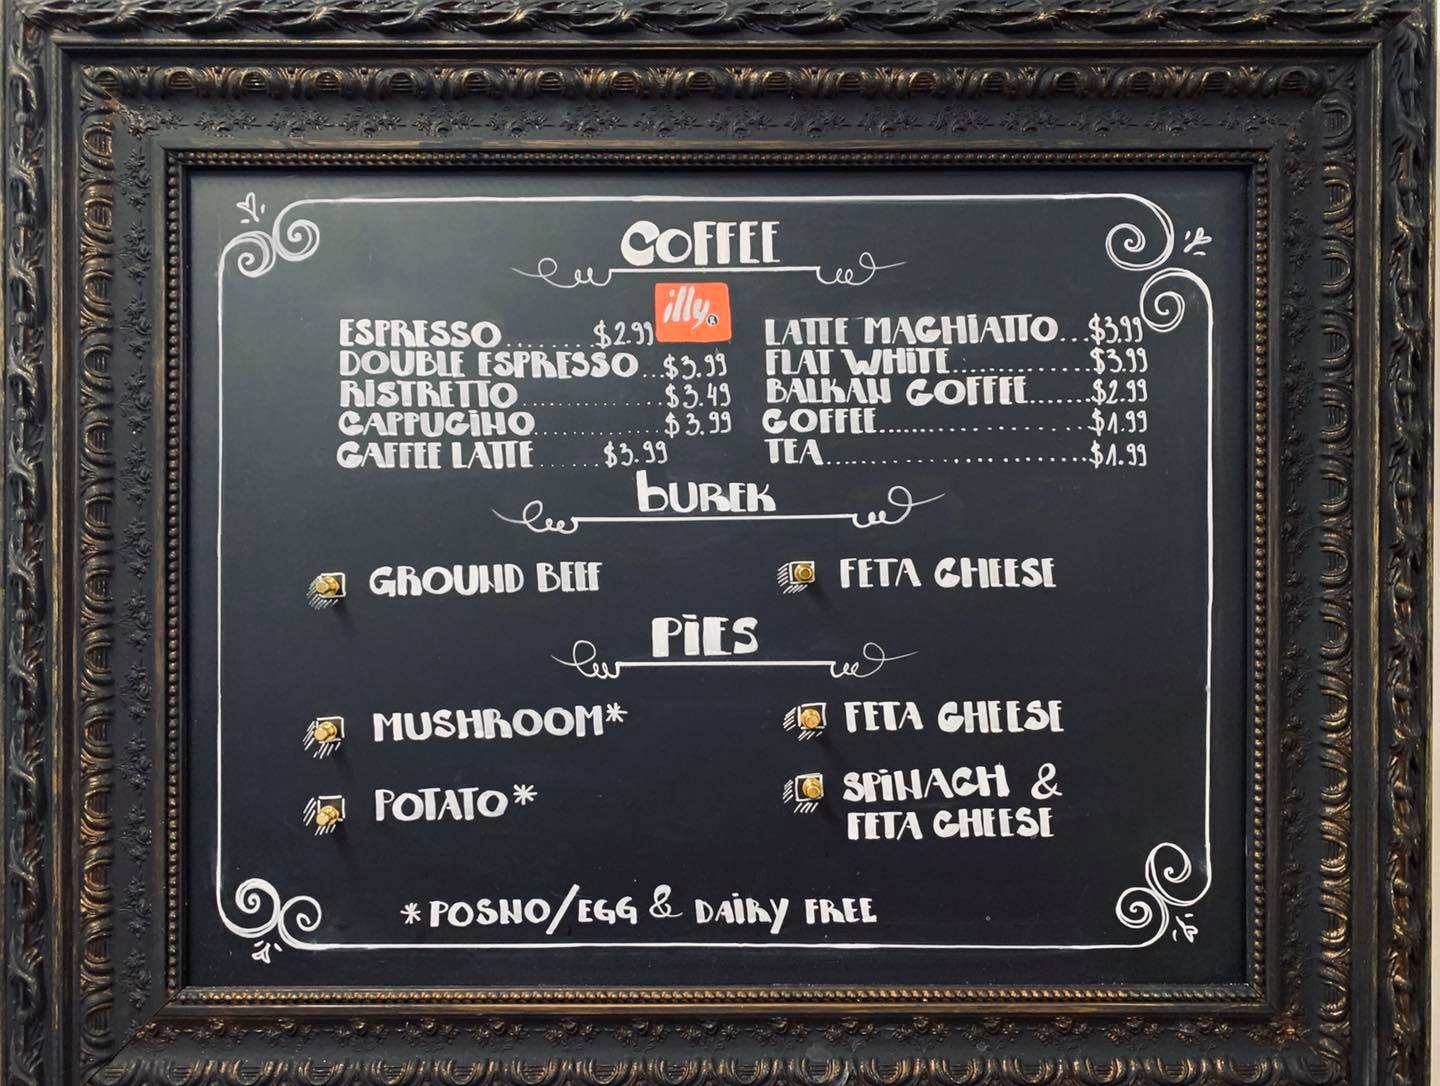 COFFEE
illy®
ESPRESSO.......$2.99
DOUBLE ESPRESSO...$3.99
RISTRETTO..............$3.49
CAPPUCiNO.............$3.99
CAFFEE LATTE......$3.99
LATTE MACHiATTO...$3.99
FLAT WHiTE..............$3.99
BALKAN COFFEE.......$2.99
COFFEE....................$1.99
TEA.........................$1.99
bUREK
GROUND BEEF
FETA CHEESE
PiES
MUSHROOM*
FETA CHEESE
POTATO*
SPiNACH &
FETA CHEESE
*POSNO/EGG & DAiRY FREE